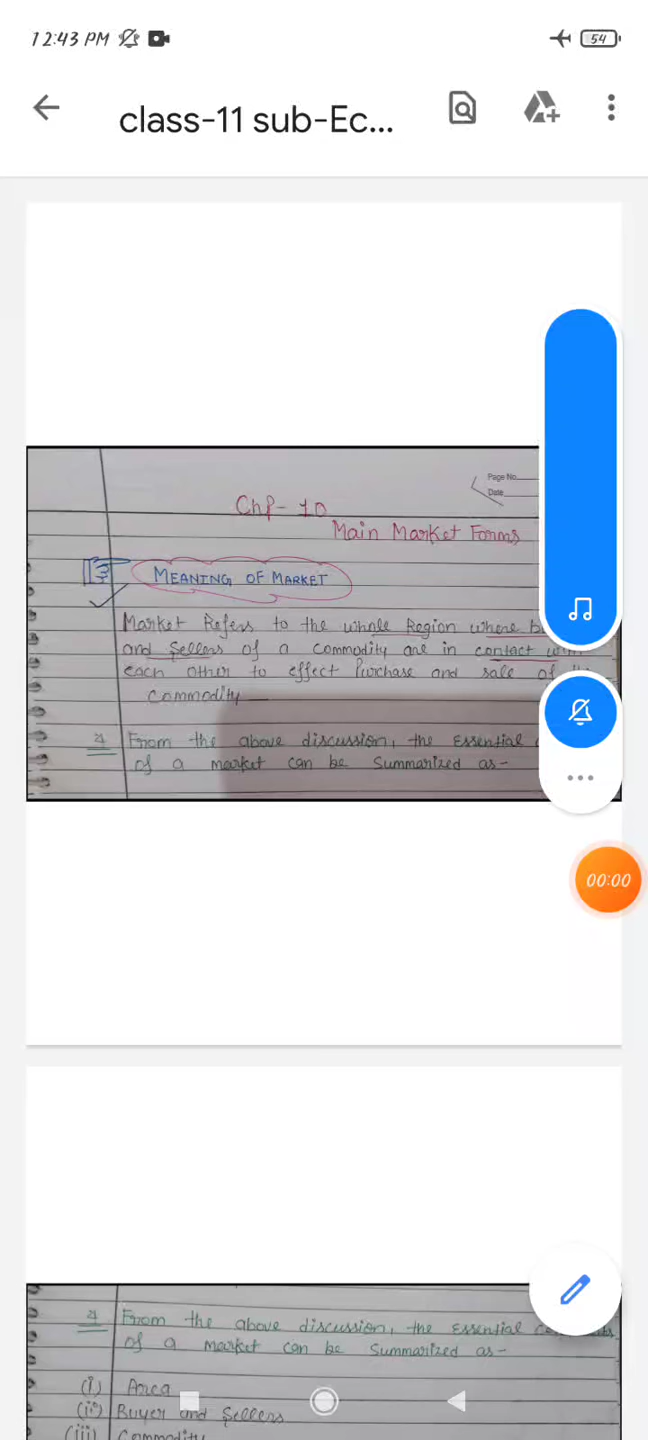 12:43 PM
54
class-11 sub-Ec...
Page No.
Date
Chp- 10
Main Market Forms
MEANING OF MARKET
Market Refers to the whole Region where
and Sellers of a Commodity are in contact
each other to effect Purchase and sale of
Commodity
From the above discussion, the Essential
of a market can be Summarized as-
00:00
From the above discussion, the Essential
of a market can be Summarized as-
(i) Area
(ii) Buyer and Sellers
(iii) Commodity